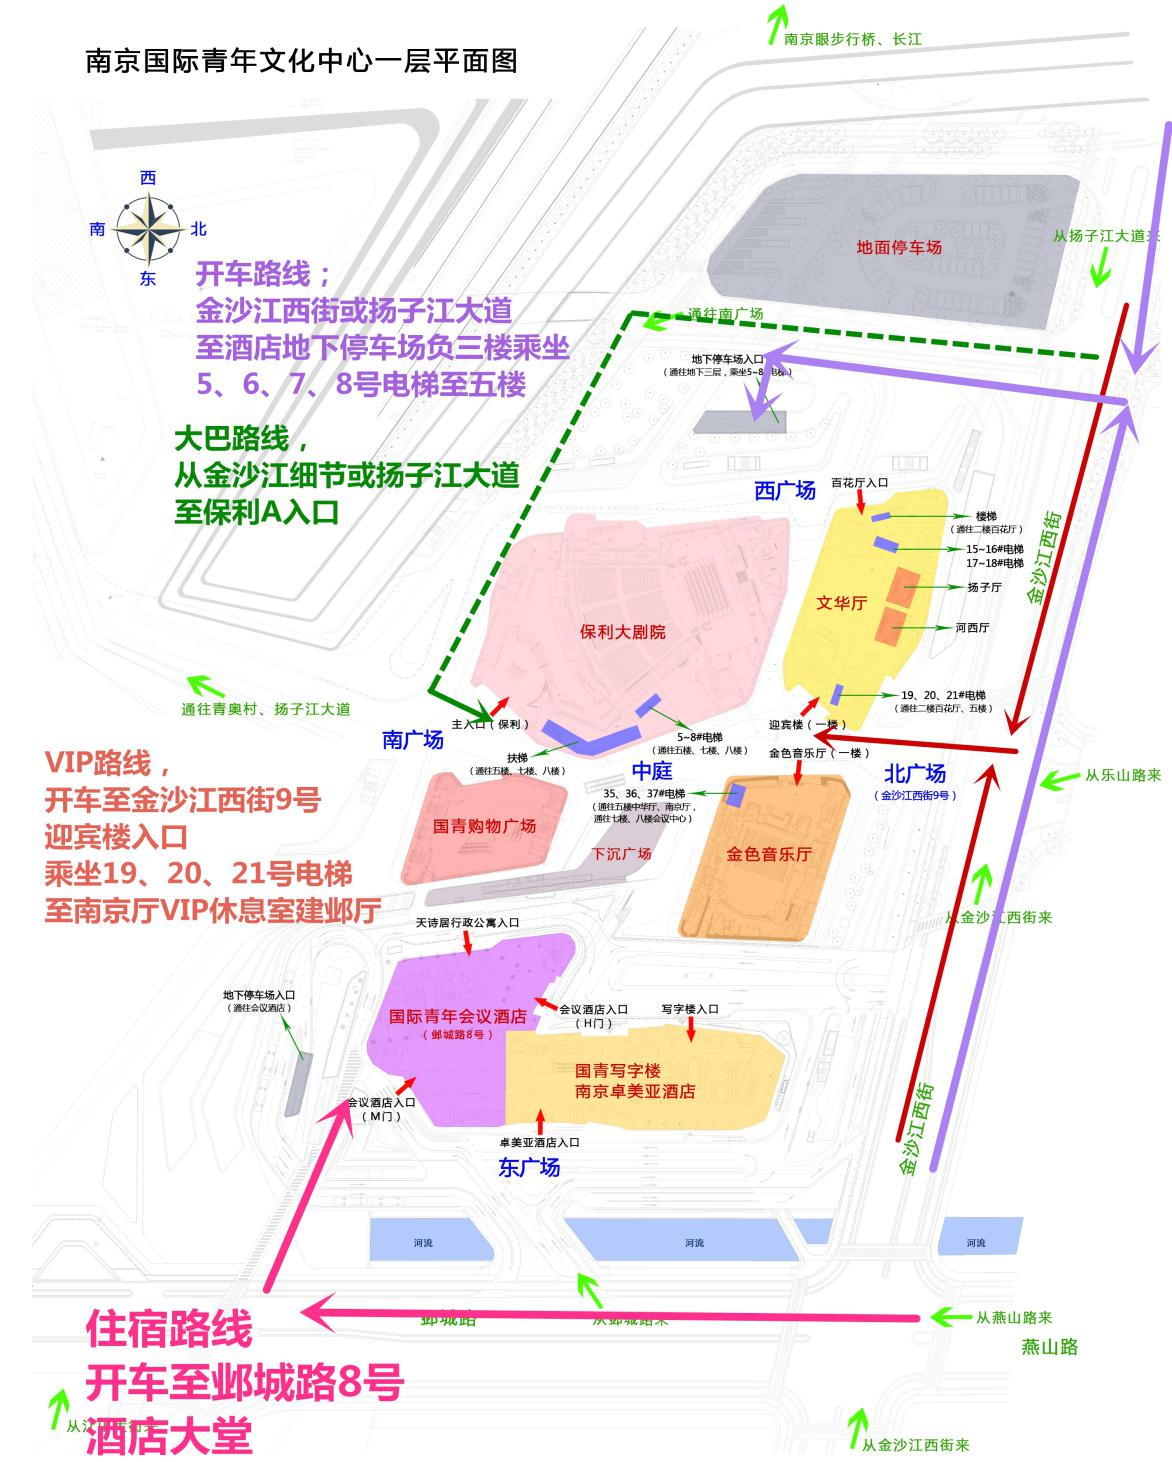 南京眼步行桥、长江
南京国际青年文化中心一层平面图
西
南
北
东
地面停车场
从扬子江大道来
开车路线；
金沙江西街或扬子江大道
至酒店地下停车场负三楼乘坐
5、6、7、8号电梯至五楼
通往南广场
地下停车场入口
（通往地下三层，乘坐5~8#电梯）
大巴路线，
从金沙江细节或扬子江大道
至保利A入口
西广场
百花厅入口
楼梯
（通往二楼百花厅）
15~16#电梯
17~18#电梯
扬子厅
河西厅
文华厅
金沙江西街
保利大剧院
19、20、21#电梯
（通往二楼百花厅、五楼）
通往青奥村、扬子江大道
主入口（保利）
迎宾楼（一楼）
5~8#电梯
（通往五楼、七楼、八楼）
南广场
扶梯
（通往五楼、七楼、八楼）
中庭
金色音乐厅（一楼）
北广场
（金沙江西街9号）
从乐山路来
VIP路线，
开车至金沙江西街9号
迎宾楼入口
乘坐19、20、21号电梯
至南京厅VIP休息室建邺厅
35、36、37#电梯
（通往五楼中华厅、南京厅，
通往七楼、八楼会议中心）
国青购物广场
下沉广场
金色音乐厅
从金沙江西街来
天诗居行政公寓入口
地下停车场入口
（通往会议酒店）
国际青年会议酒店
（邺城路8号）
会议酒店入口
（H门）
写字楼入口
国青写字楼
南京卓美亚酒店
会议酒店入口
（M门）
卓美亚酒店入口
东广场
金沙江西街
河流
河流
河流
住宿路线
开车至邺城路8号
酒店大堂
邺城路
从邺城路来
从燕山路来
燕山路
从金沙江西街来